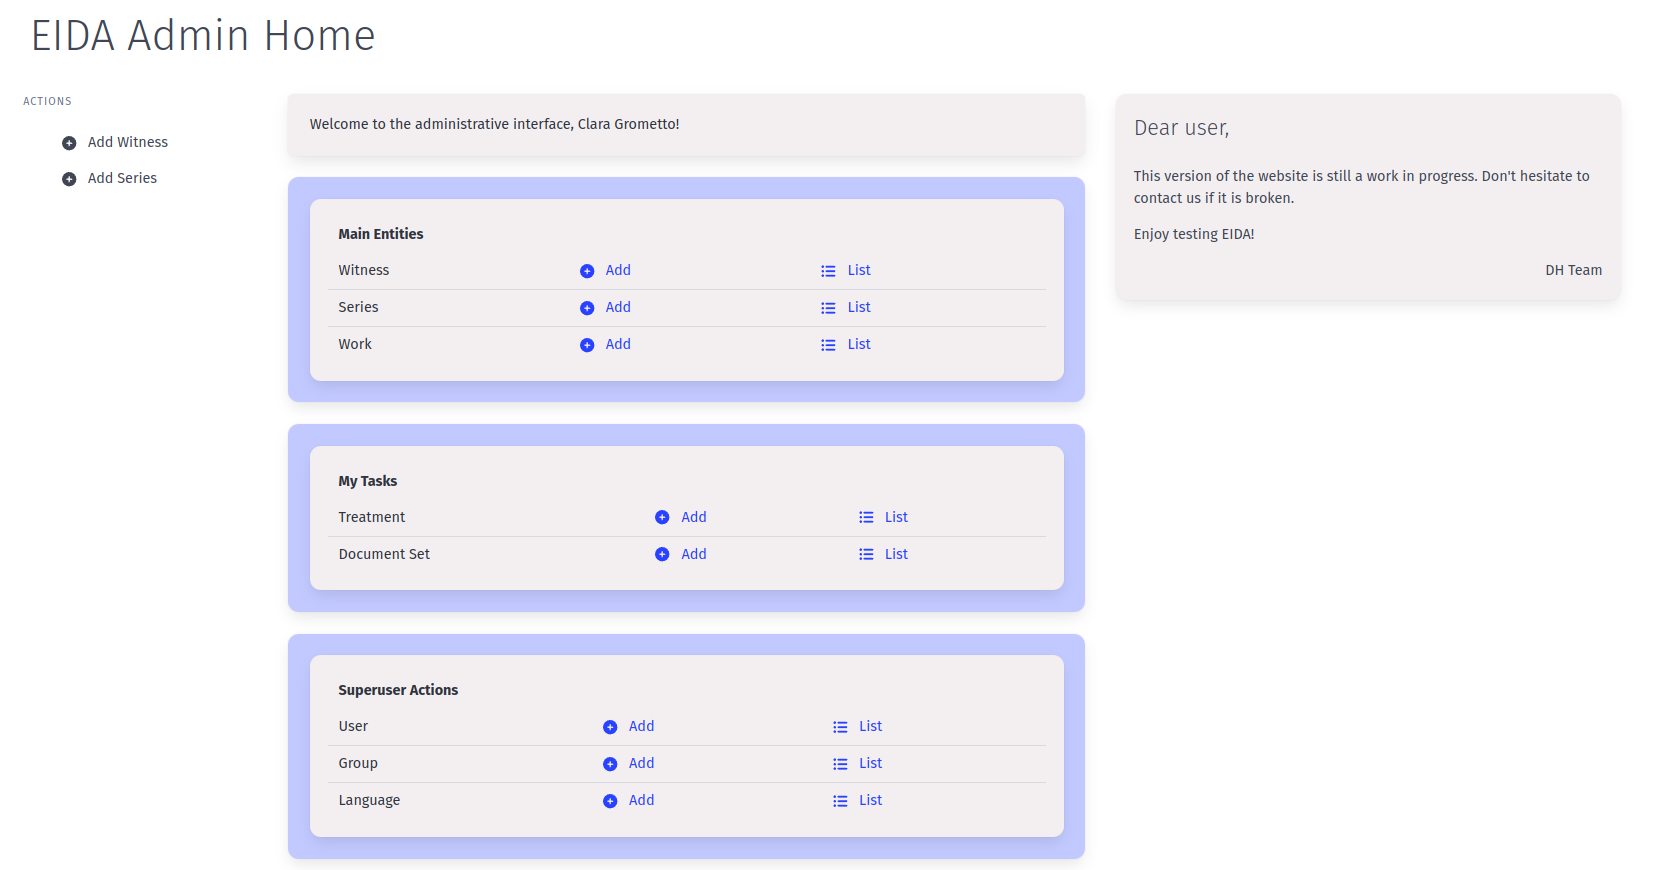 EIDA Admin Home
ACTIONS
Add Witness
Add Series
Welcome to the administrative interface, Clara Grometto!
Main Entities
Witness Add List
Series Add List
Work Add List
My Tasks
Treatment Add List
Document Set Add List
Superuser Actions
User Add List
Group Add List
Language Add List
Dear user,
This version of the website is still a work in progress. Don't hesitate to
contact us if it is broken.
Enjoy testing EIDA!
DH Team